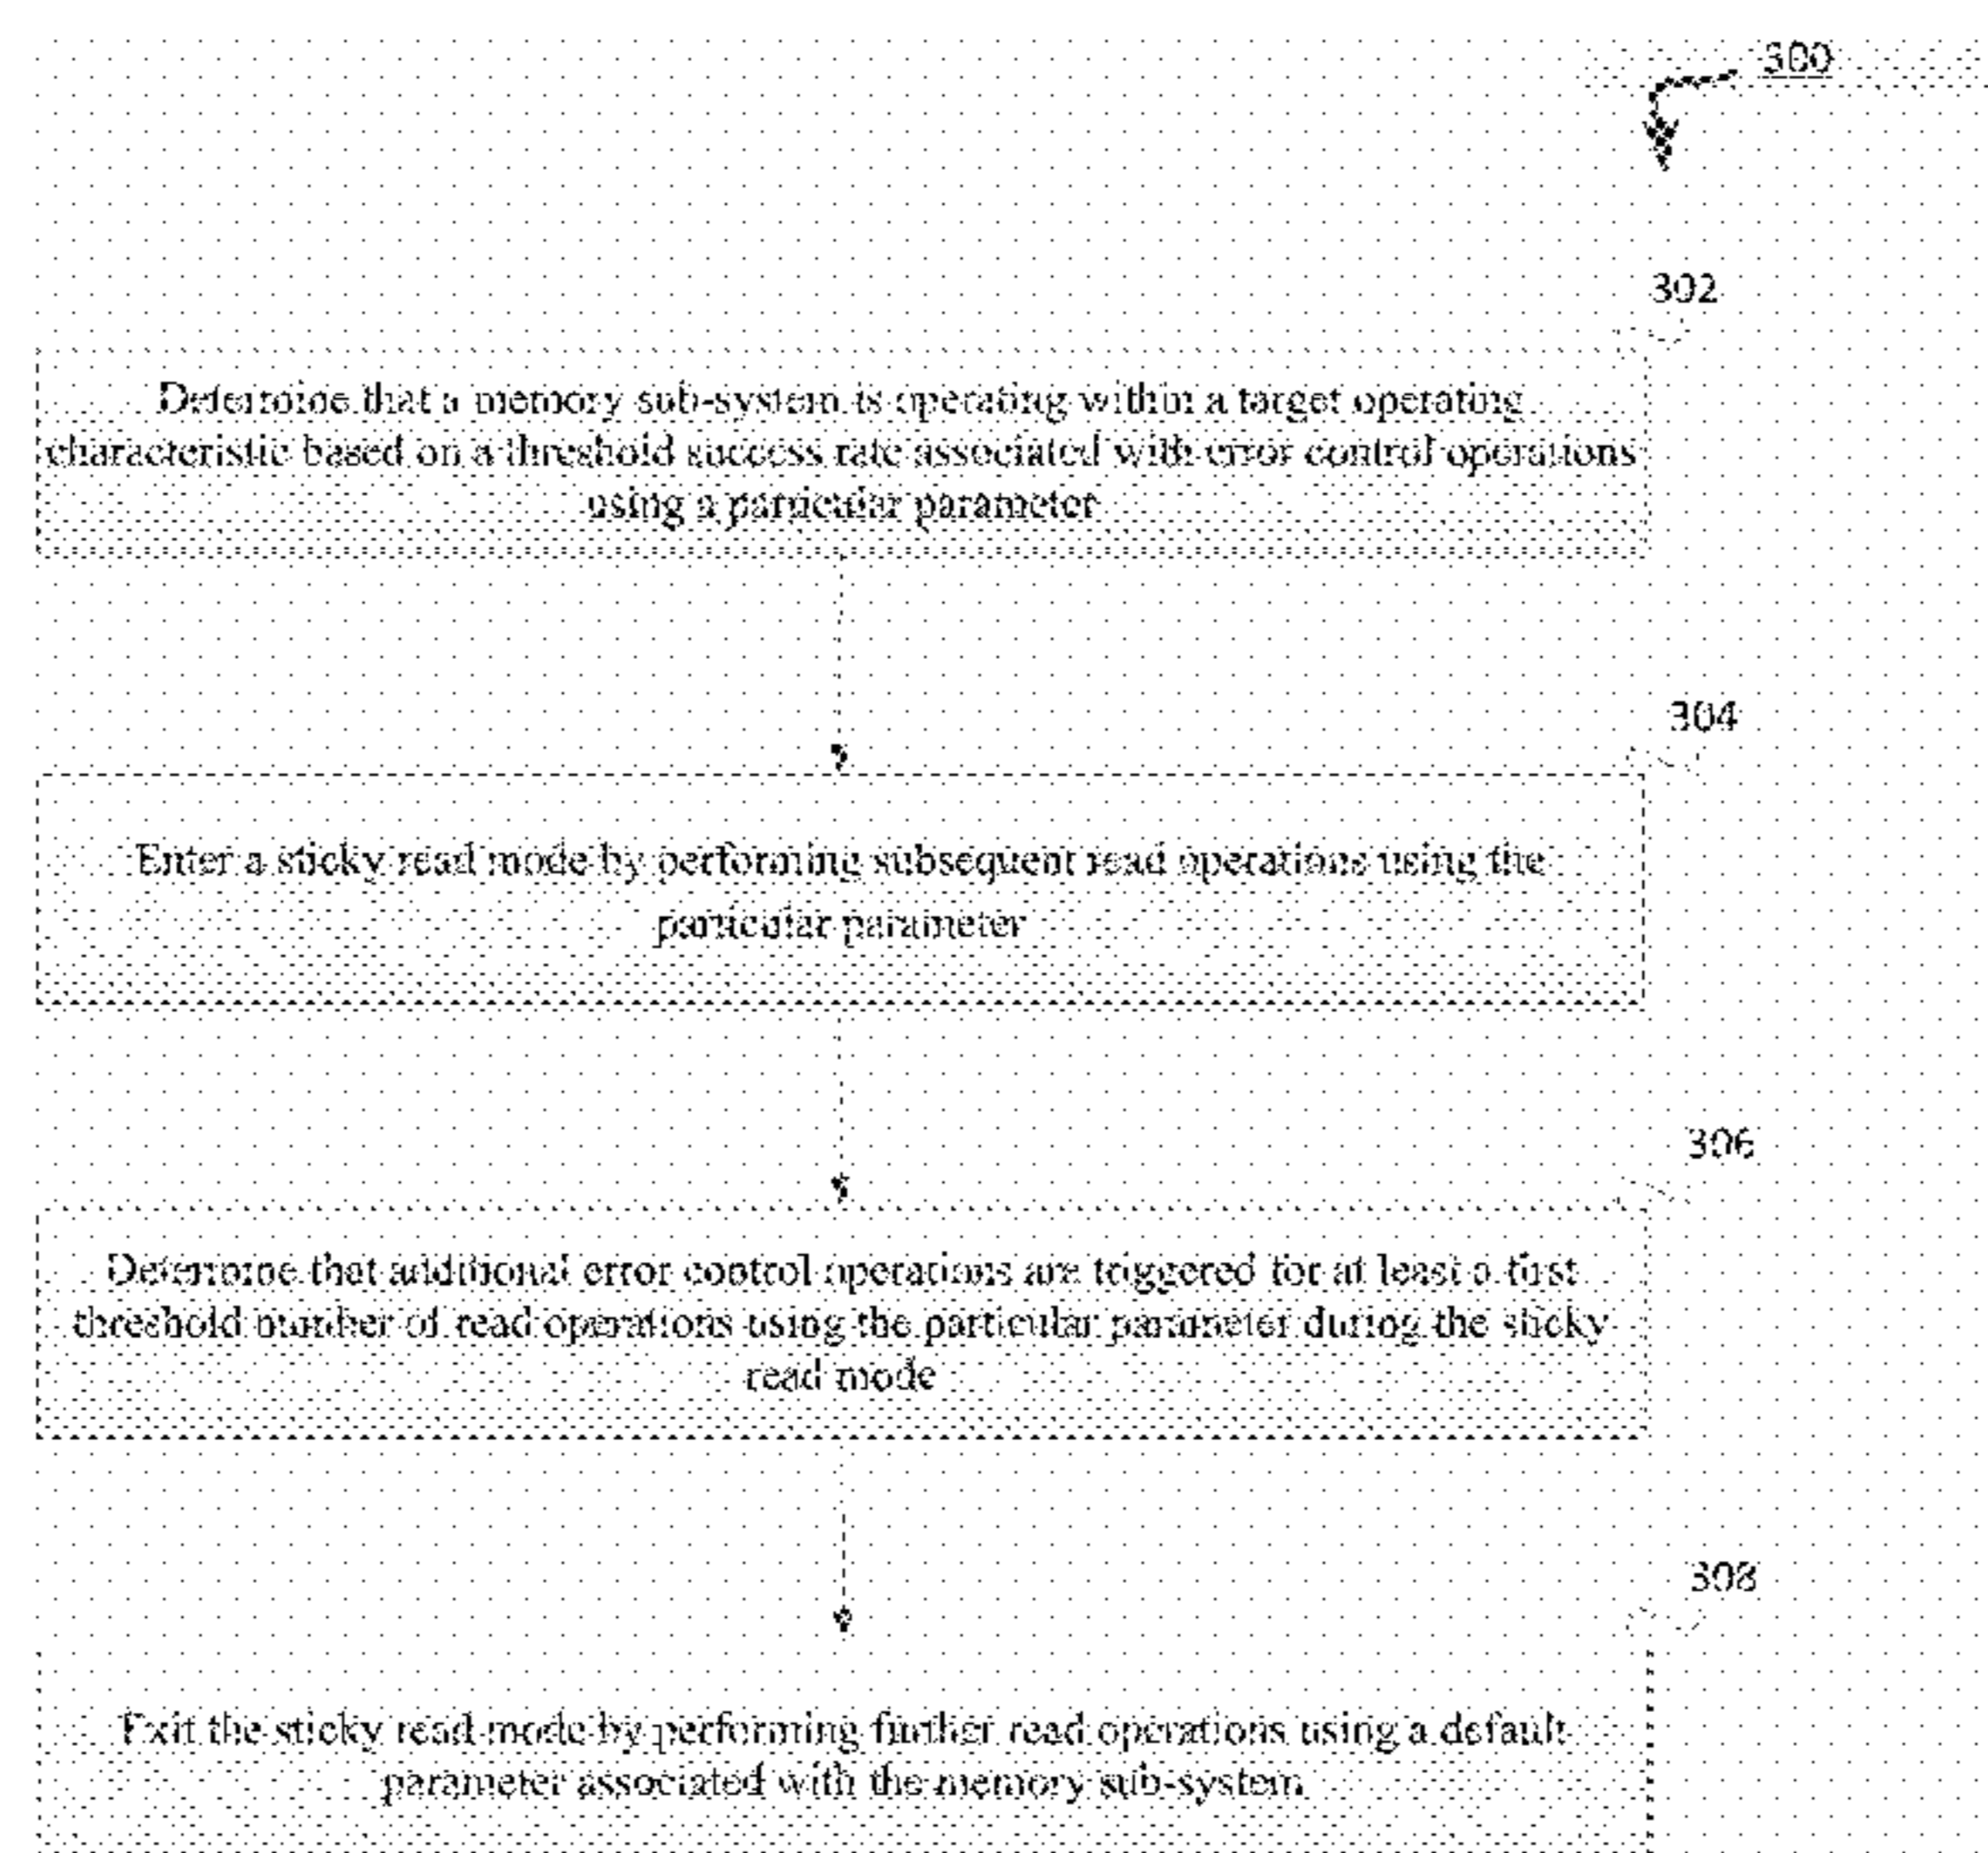 300
302
Determine that a memory sub-system is operating within a target operating
characteristic based on a threshold success rate associated with error control operations
using a particular parameter
304
Enter a sticky read mode by performing subsequent read operations using the
particular parameter
306
Determine that additional error control operations are triggered for at least a first
threshold number of read operations using the particular parameter during the sticky
read mode
308
Exit the sticky read mode by performing further read operations using a default
parameter associated with the memory sub-system